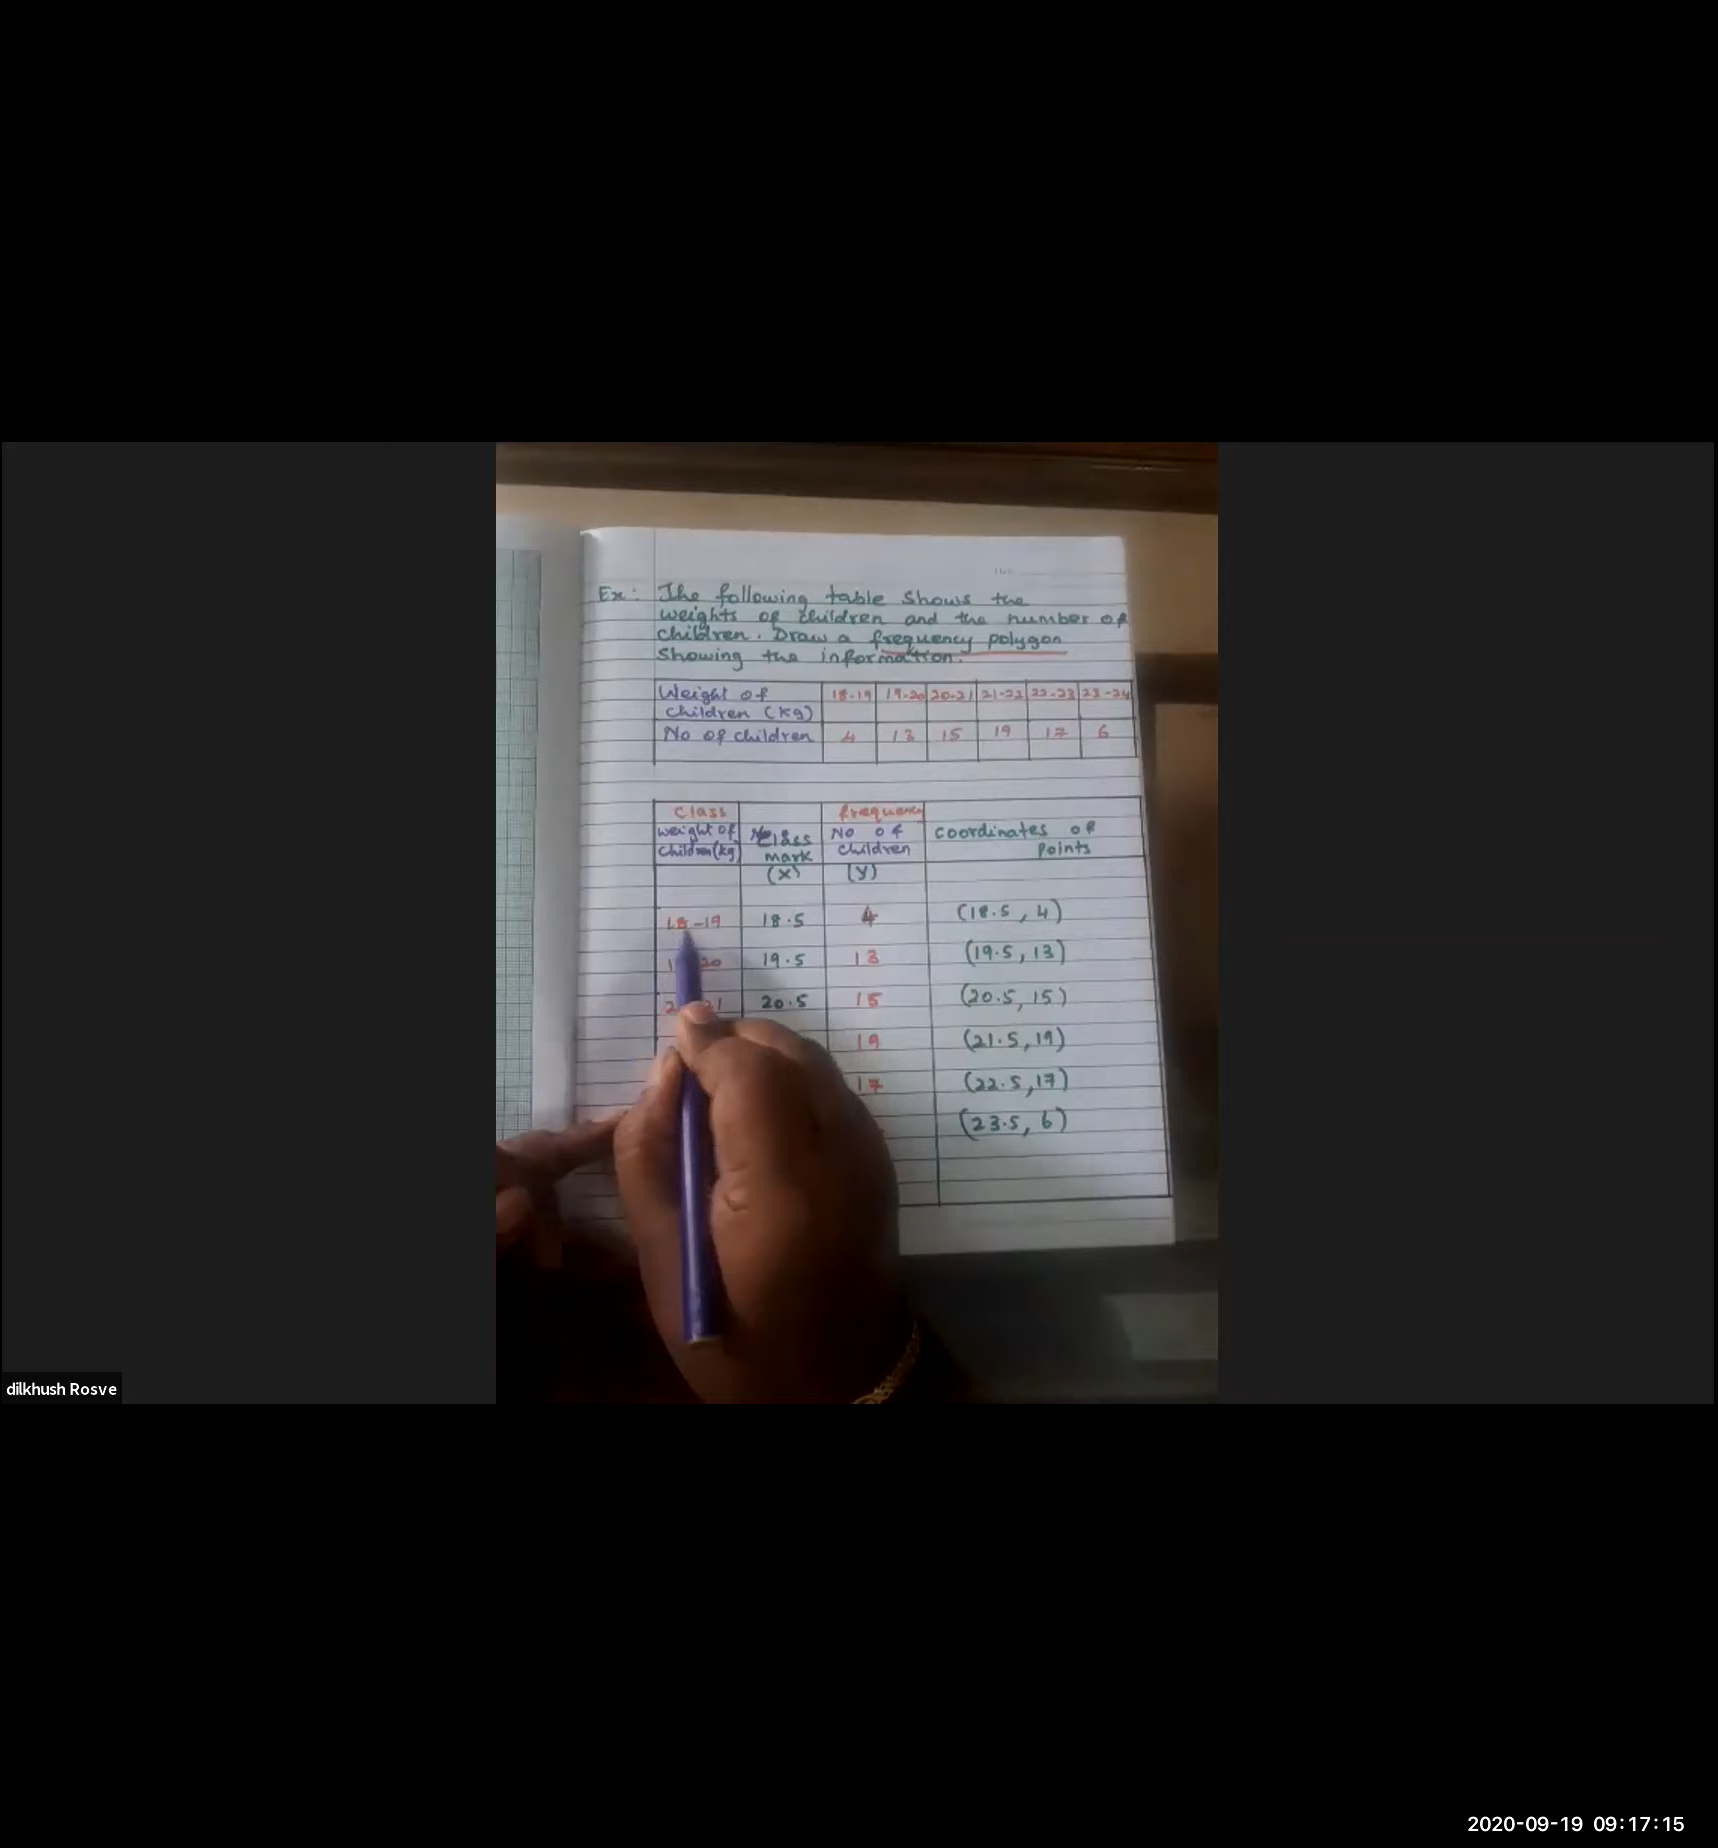 Ex: The following table shows the
weights of children and the number of
children. Draw a frequency polygon
showing the information.
Weight of children (kg) 18-19 19-20 20-21 21-22 22-23 23-24
No of children 4 13 15 19 17 6
Class frequency
weight of children (kg) class mark No of children coordinates of points
(x) (y)
18-19 18.5 4 (18.5, 4)
20 19.5 13 (19.5, 13)
2 21 20.5 15 (20.5, 15)
19 (21.5, 19)
17 (22.5, 17)
(23.5, 6)
dilkhush Rosve
2020-09-19 09:17:15